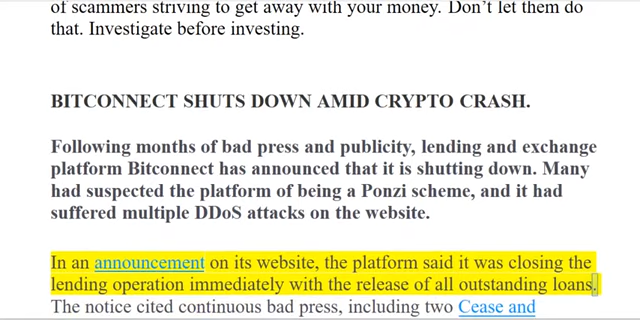 of scammers striving to get away with your money. Don't let them do
that. Investigate before investing.
BITCONNECT SHUTS DOWN AMID CRYPTO CRASH.
Following months of bad press and publicity, lending and exchange
platform Bitconnect has announced that it is shutting down. Many
had suspected the platform of being a Ponzi scheme, and it had
suffered multiple DDoS attacks on the website.
In an announcement on its website, the platform said it was closing the
lending operation immediately with the release of all outstanding loans.
The notice cited continuous bad press, including two Cease and